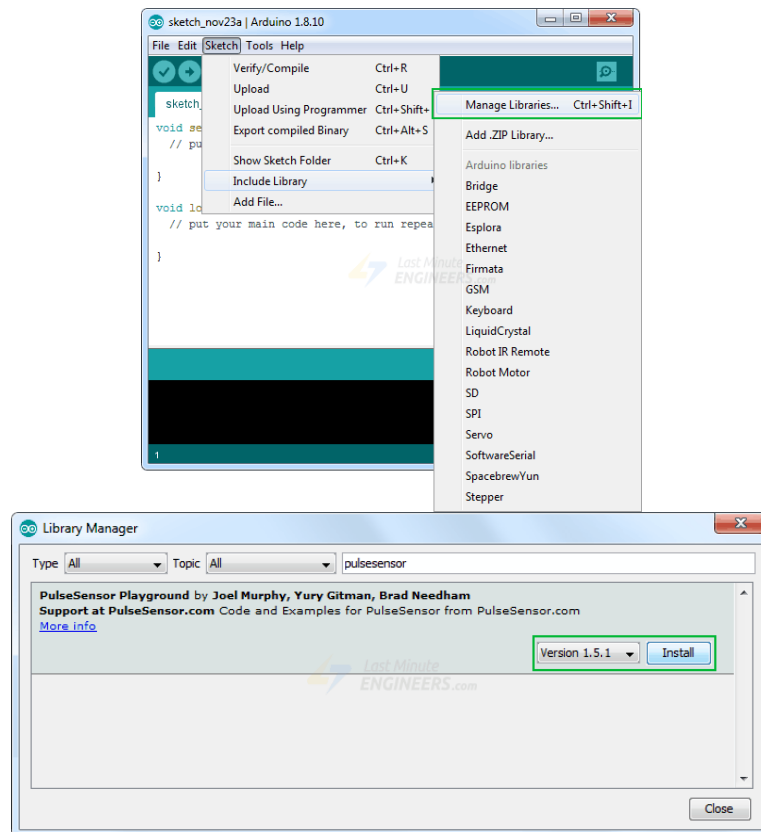 sketch_nov23a | Arduino 1.8.10
File Edit Sketch Tools Help
Verify/Compile Ctrl+R
Upload Ctrl+U
Upload Using Programmer Ctrl+Shift+
Export compiled Binary Ctrl+Alt+S
Show Sketch Folder Ctrl+K
Include Library
Add File...
Manage Libraries... Ctrl+Shift+I
Add .ZIP Library...
Arduino libraries
Bridge
EEPROM
Esplora
Ethernet
Firmata
GSM
Keyboard
LiquidCrystal
Robot IR Remote
Robot Motor
SD
SPI
Servo
SoftwareSerial
SpacebrewYun
Stepper
sketch_
void se
// pu
}
void lo
// put your main code here, to run repea
}
Last Minute
ENGINEERS.com
1
Library Manager
Type All Topic All pulsesensor
PulseSensor Playground by Joel Murphy, Yury Gitman, Brad Needham
Support at PulseSensor.com Code and Examples for PulseSensor from PulseSensor.com
More info
Version 1.5.1 Install
Last Minute
ENGINEERS.com
Close